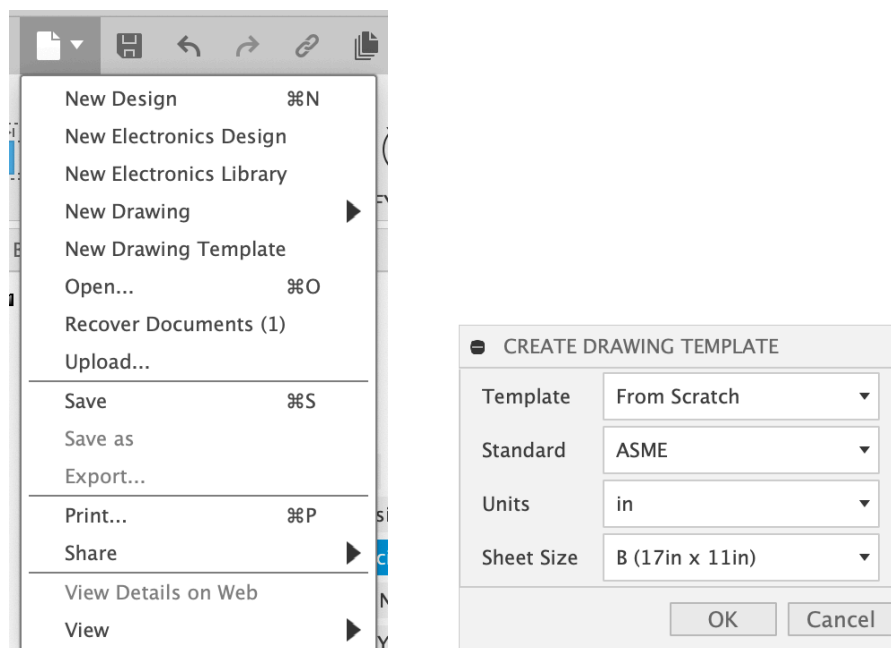 New Design ⌘N
New Electronics Design
New Electronics Library
New Drawing
New Drawing Template
Open... ⌘O
Recover Documents (1)
Upload...
Save ⌘S
Save as
Export...
Print... ⌘P
Share
View Details on Web
View
CREATE DRAWING TEMPLATE
Template From Scratch
Standard ASME
Units in
Sheet Size B (17in x 11in)
OK Cancel